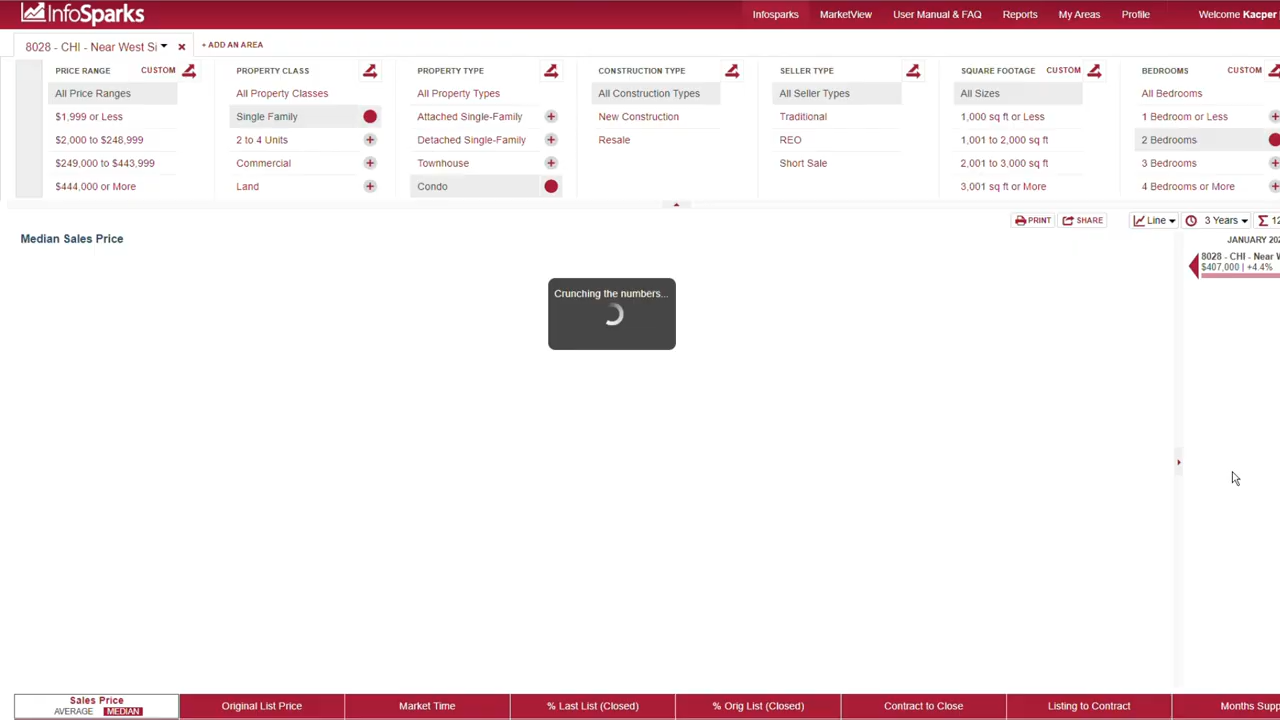 InfoSparks
Infosparks MarketView User Manual & FAQ Reports My Areas Profile Welcome Kacper
8028 - CHI - Near West Si × + ADD AN AREA
PRICE RANGE CUSTOM
All Price Ranges
$1,999 or Less
$2,000 to $248,999
$249,000 to $443,999
$444,000 or More
PROPERTY CLASS
All Property Classes
Single Family
2 to 4 Units
Commercial
Land
PROPERTY TYPE
All Property Types
Attached Single-Family
Detached Single-Family
Townhouse
Condo
CONSTRUCTION TYPE
All Construction Types
New Construction
Resale
SELLER TYPE
All Seller Types
Traditional
REO
Short Sale
SQUARE FOOTAGE CUSTOM
All Sizes
1,000 sq ft or Less
1,001 to 2,000 sq ft
2,001 to 3,000 sq ft
3,001 sq ft or More
BEDROOMS CUSTOM
All Bedrooms
1 Bedroom or Less
2 Bedrooms
3 Bedrooms
4 Bedrooms or More
PRINT SHARE Line 3 Years Σ 12
Median Sales Price
JANUARY 202
8028 - CHI - Near W
$407,000 | +4.4%
Crunching the numbers...
Sales Price
AVERAGE MEDIAN
Original List Price
Market Time
% Last List (Closed)
% Orig List (Closed)
Contract to Close
Listing to Contract
Months Supp